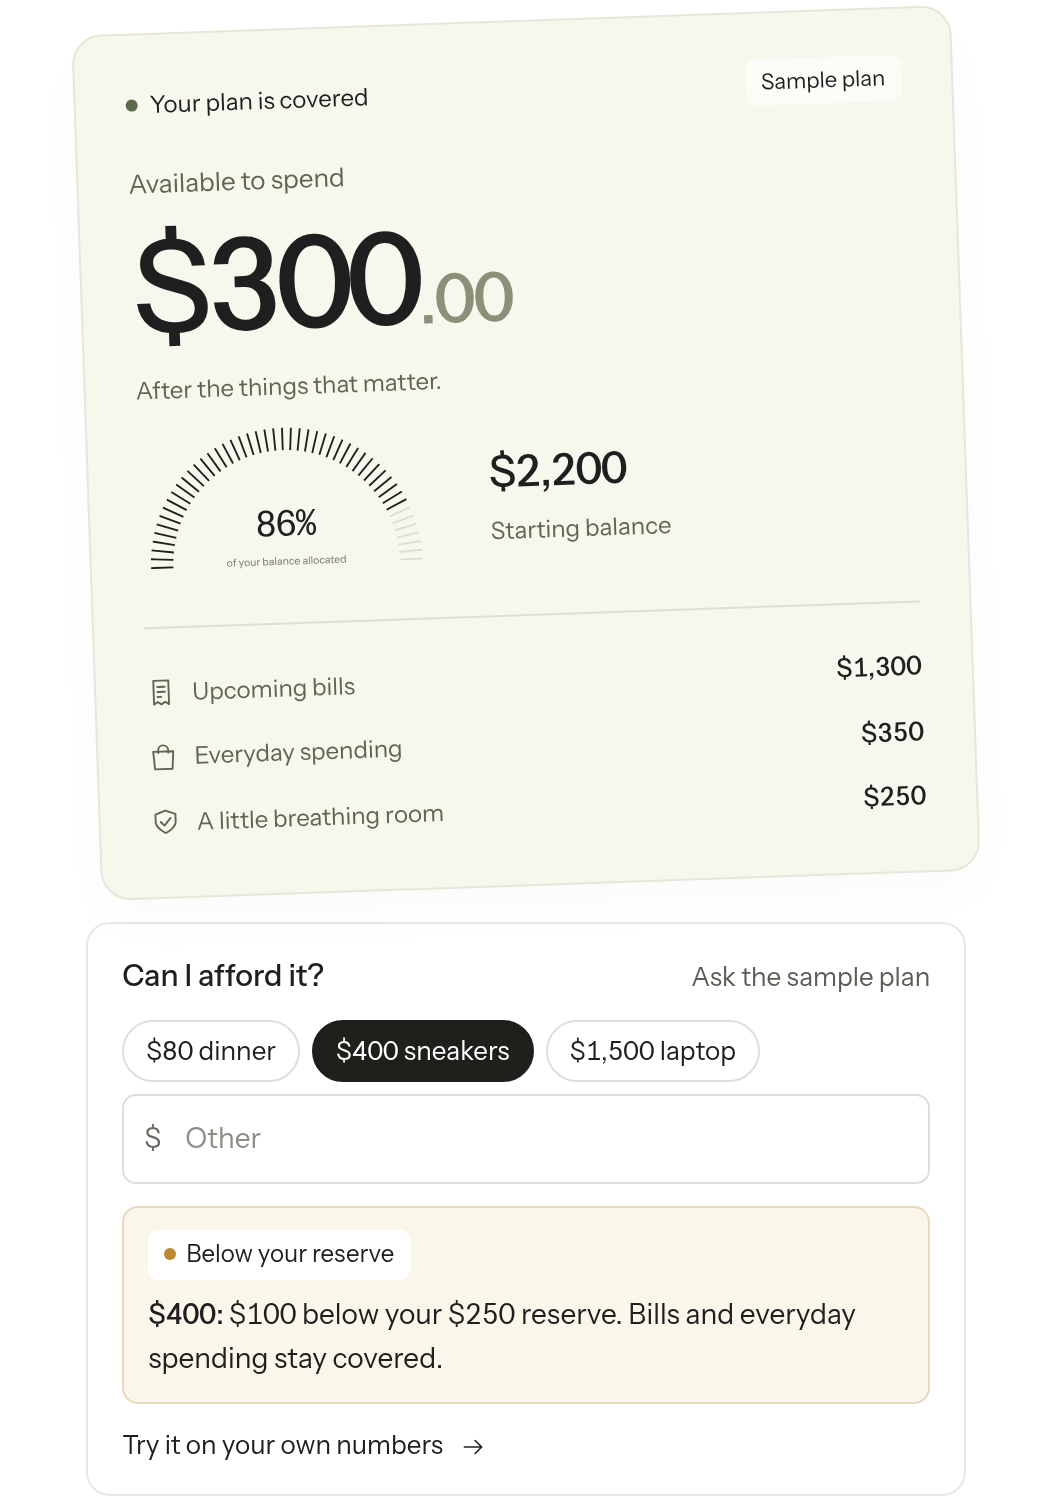 Your plan is covered
Sample plan
Available to spend
$300.00
After the things that matter.
86%
of your balance allocated
$2,200
Starting balance
Upcoming bills
$1,300
Everyday spending
$350
A little breathing room
$250
Can I afford it?
Ask the sample plan
$80 dinner
$400 sneakers
$1,500 laptop
$ Other
Below your reserve
$400: $100 below your $250 reserve. Bills and everyday
spending stay covered.
Try it on your own numbers →